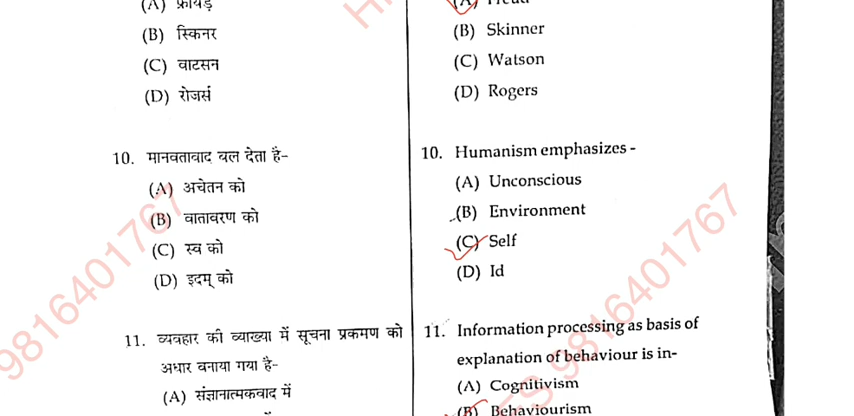 (A) फ्रायड
(B) स्किनर
(C) वाटसन
(D) रोजर्स
10. मानवतावाद बल देता है-
(A) अचेतन को
(B) वातावरण को
(C) स्व को
(D) इदम् को
11. व्यवहार की व्याख्या में सूचना प्रकमण को
अधार बनाया गया है-
(A) संज्ञानात्मकवाद में
(A) Freud
(B) Skinner
(C) Watson
(D) Rogers
10. Humanism emphasizes -
(A) Unconscious
(B) Environment
(C) Self
(D) Id
11. Information processing as basis of
explanation of behaviour is in-
(A) Cognitivism
(B) Behaviourism
9816401767
9816401767